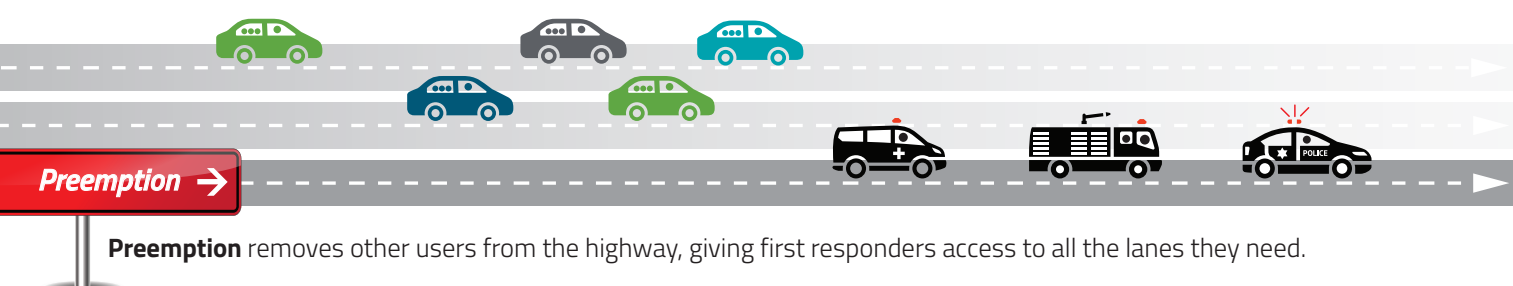 POLICE
Preemption →
Preemption removes other users from the highway, giving first responders access to all the lanes they need.